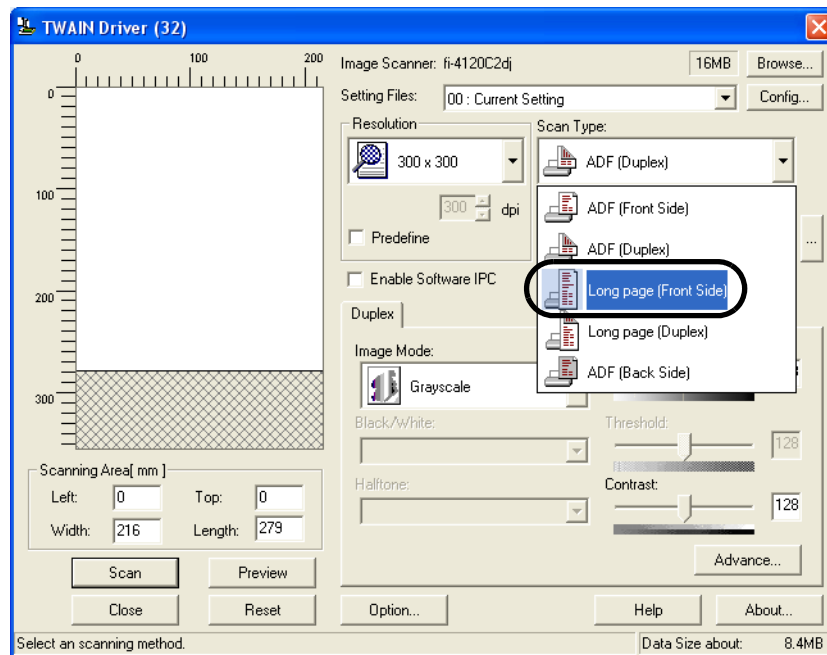 TWAIN Driver (32)
0 100 200
0
100
200
300
Image Scanner: fi-4120C2dj 16MB Browse...
Setting Files: 00 : Current Setting Config...
Resolution
300 x 300
300 dpi
Predefine
Scan Type:
ADF (Duplex)
ADF (Front Side)
ADF (Duplex)
Long page (Front Side)
Long page (Duplex)
ADF (Back Side)
...
Enable Software IPC
Duplex
Image Mode:
Grayscale
Black/White:
Halftone:
Threshold:
128
Contrast:
128
Advance...
Scanning Area[ mm ]
Left: 0 Top: 0
Width: 216 Length: 279
Scan Preview
Close Reset Option... Help About...
Select an scanning method. Data Size about: 8.4MB